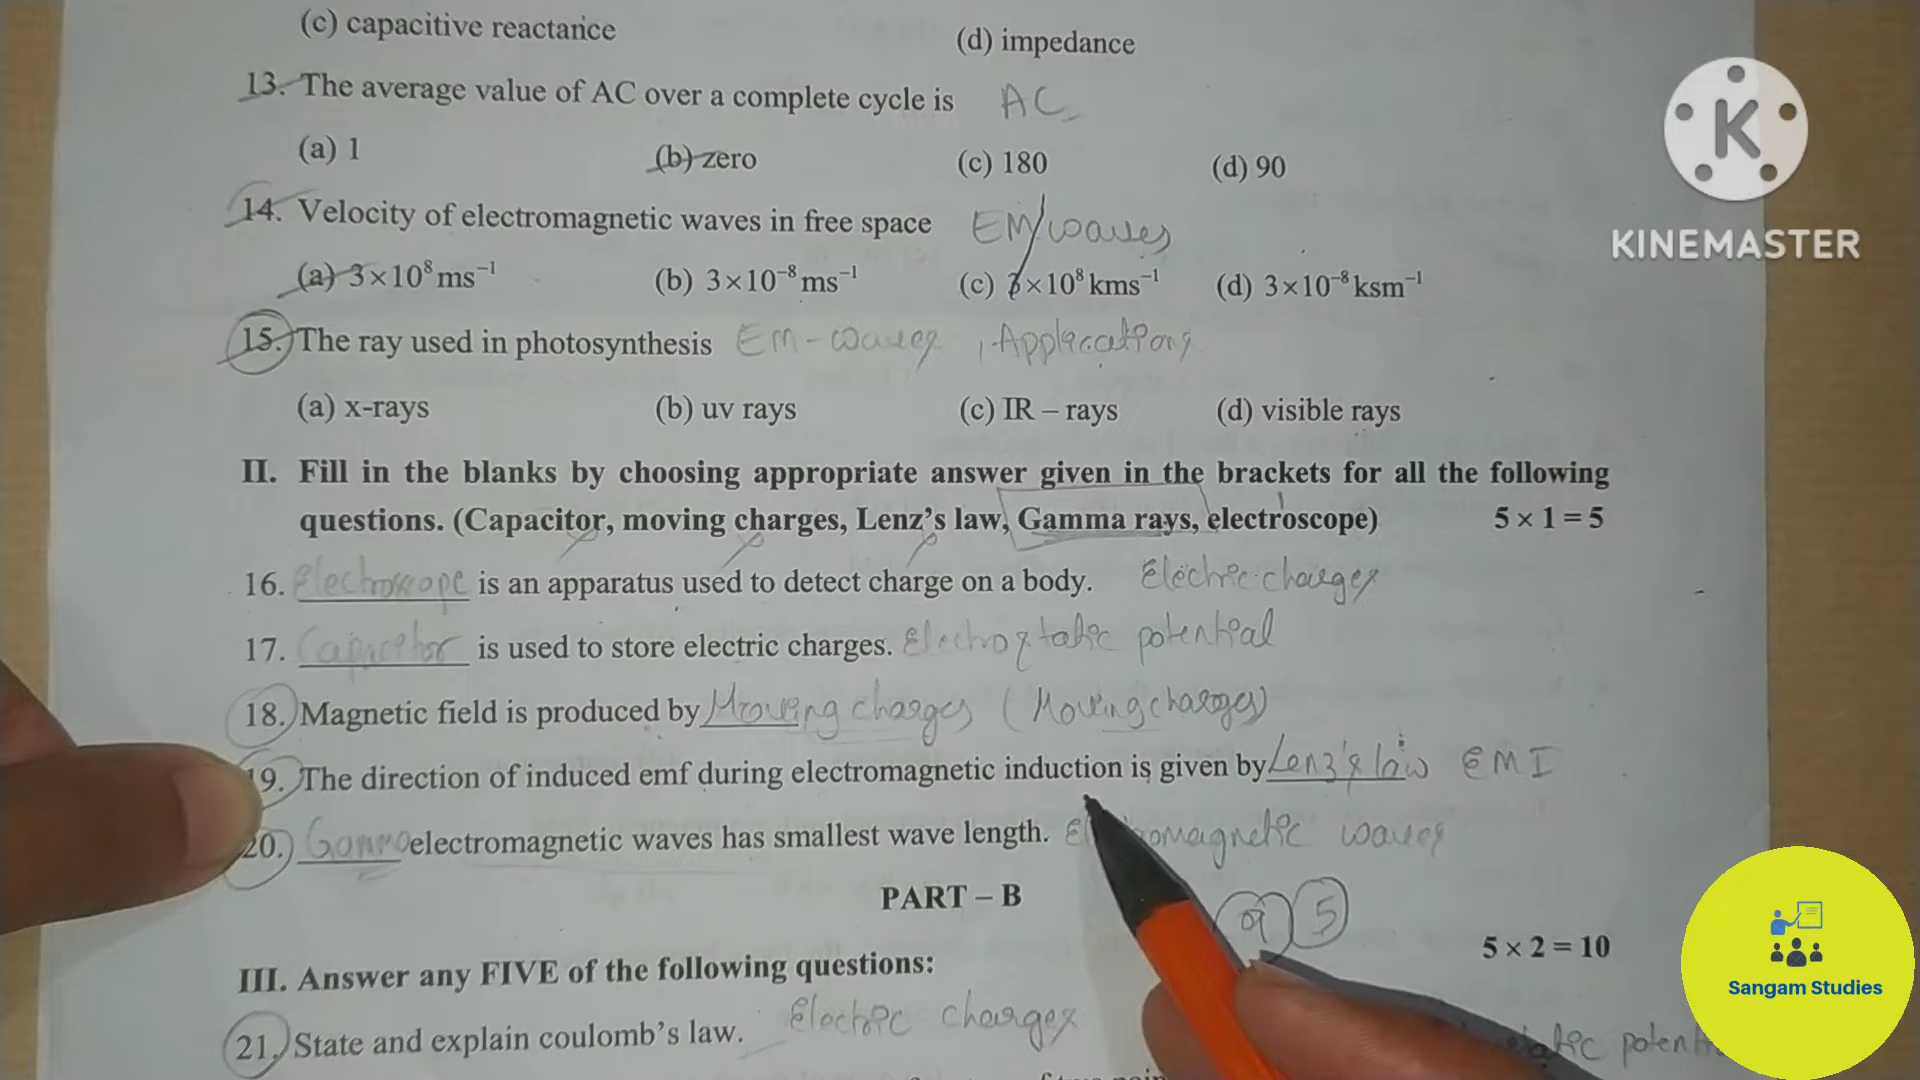 (c) capacitive reactance (d) impedance
13. The average value of AC over a complete cycle is AC
(a) 1 (b) zero (c) 180 (d) 90
14. Velocity of electromagnetic waves in free space EM/waves
(a) 3×10⁸ ms⁻¹ (b) 3×10⁻⁸ ms⁻¹ (c) 3×10⁸ kms⁻¹ (d) 3×10⁻⁸ ksm⁻¹
15. The ray used in photosynthesis EM-waves, Applications
(a) x-rays (b) uv rays (c) IR – rays (d) visible rays
II. Fill in the blanks by choosing appropriate answer given in the brackets for all the following
questions. (Capacitor, moving charges, Lenz's law, Gamma rays, electroscope) 5 × 1 = 5
16. Electroscope is an apparatus used to detect charge on a body. Electric charges
17. Capacitor is used to store electric charges. Electrostatic potential
18. Magnetic field is produced by Moving charges (Moving charges)
19. The direction of induced emf during electromagnetic induction is given by Lenz's law EMI
20. Gamma electromagnetic waves has smallest wave length. waves
PART – B
9 5
5 × 2 = 10
III. Answer any FIVE of the following questions:
21. State and explain coulomb's law. Electric charges
KINEMASTER
Sangam Studies